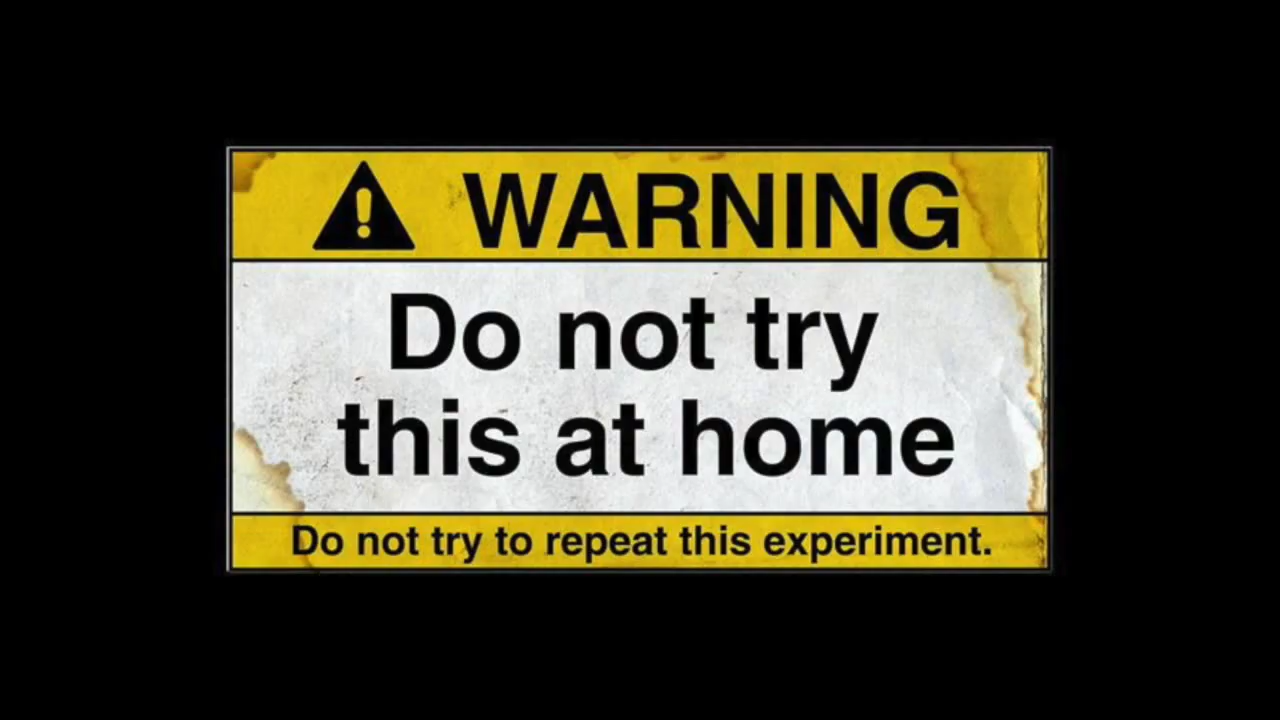 WARNING
Do not try
this at home
Do not try to repeat this experiment.